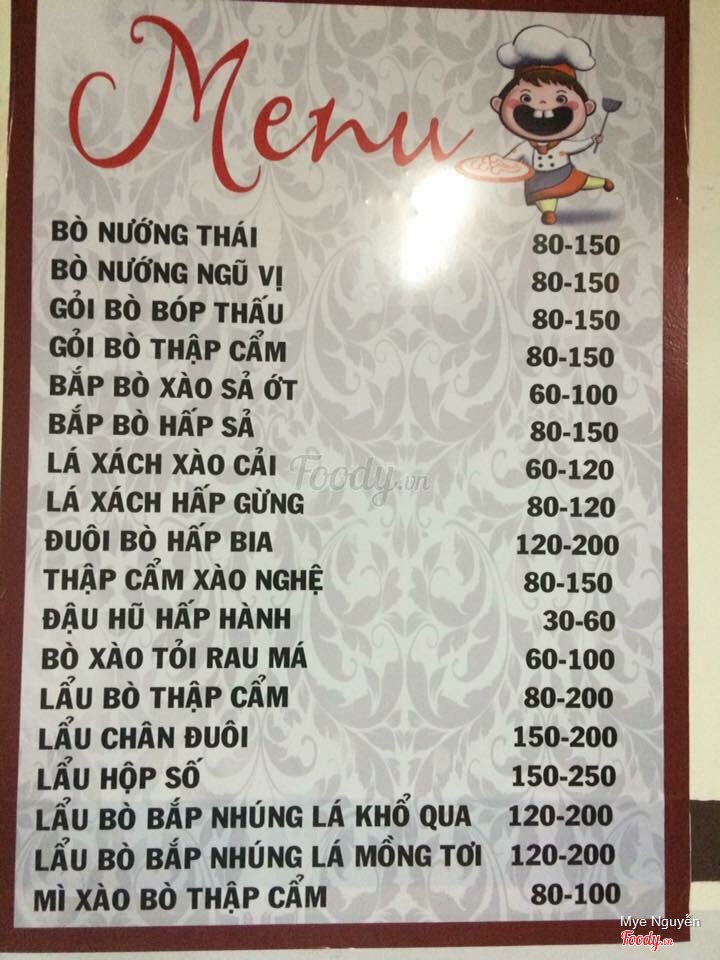 Menu
BÒ NƯỚNG THÁI 80-150
BÒ NƯỚNG NGŨ VỊ 80-150
GỎI BÒ BÓP THẤU 80-150
GỎI BÒ THẬP CẨM 80-150
BẮP BÒ XÀO SẢ ỚT 60-100
BẮP BÒ HẤP SẢ 80-150
LÁ XÁCH XÀO CẢI 60-120
LÁ XÁCH HẤP GỪNG 80-120
ĐUÔI BÒ HẤP BIA 120-200
THẬP CẨM XÀO NGHỆ 80-150
ĐẬU HŨ HẤP HÀNH 30-60
BÒ XÀO TỎI RAU MÁ 60-100
LẨU BÒ THẬP CẨM 80-200
LẨU CHÂN ĐUÔI 150-200
LẨU HỘP SỐ 150-250
LẨU BÒ BẮP NHÚNG LÁ KHỔ QUA 120-200
LẨU BÒ BẮP NHÚNG LÁ MỒNG TƠI 120-200
MÌ XÀO BÒ THẬP CẨM 80-100
Foody.vn
Mye Nguyễn
Foody.vn